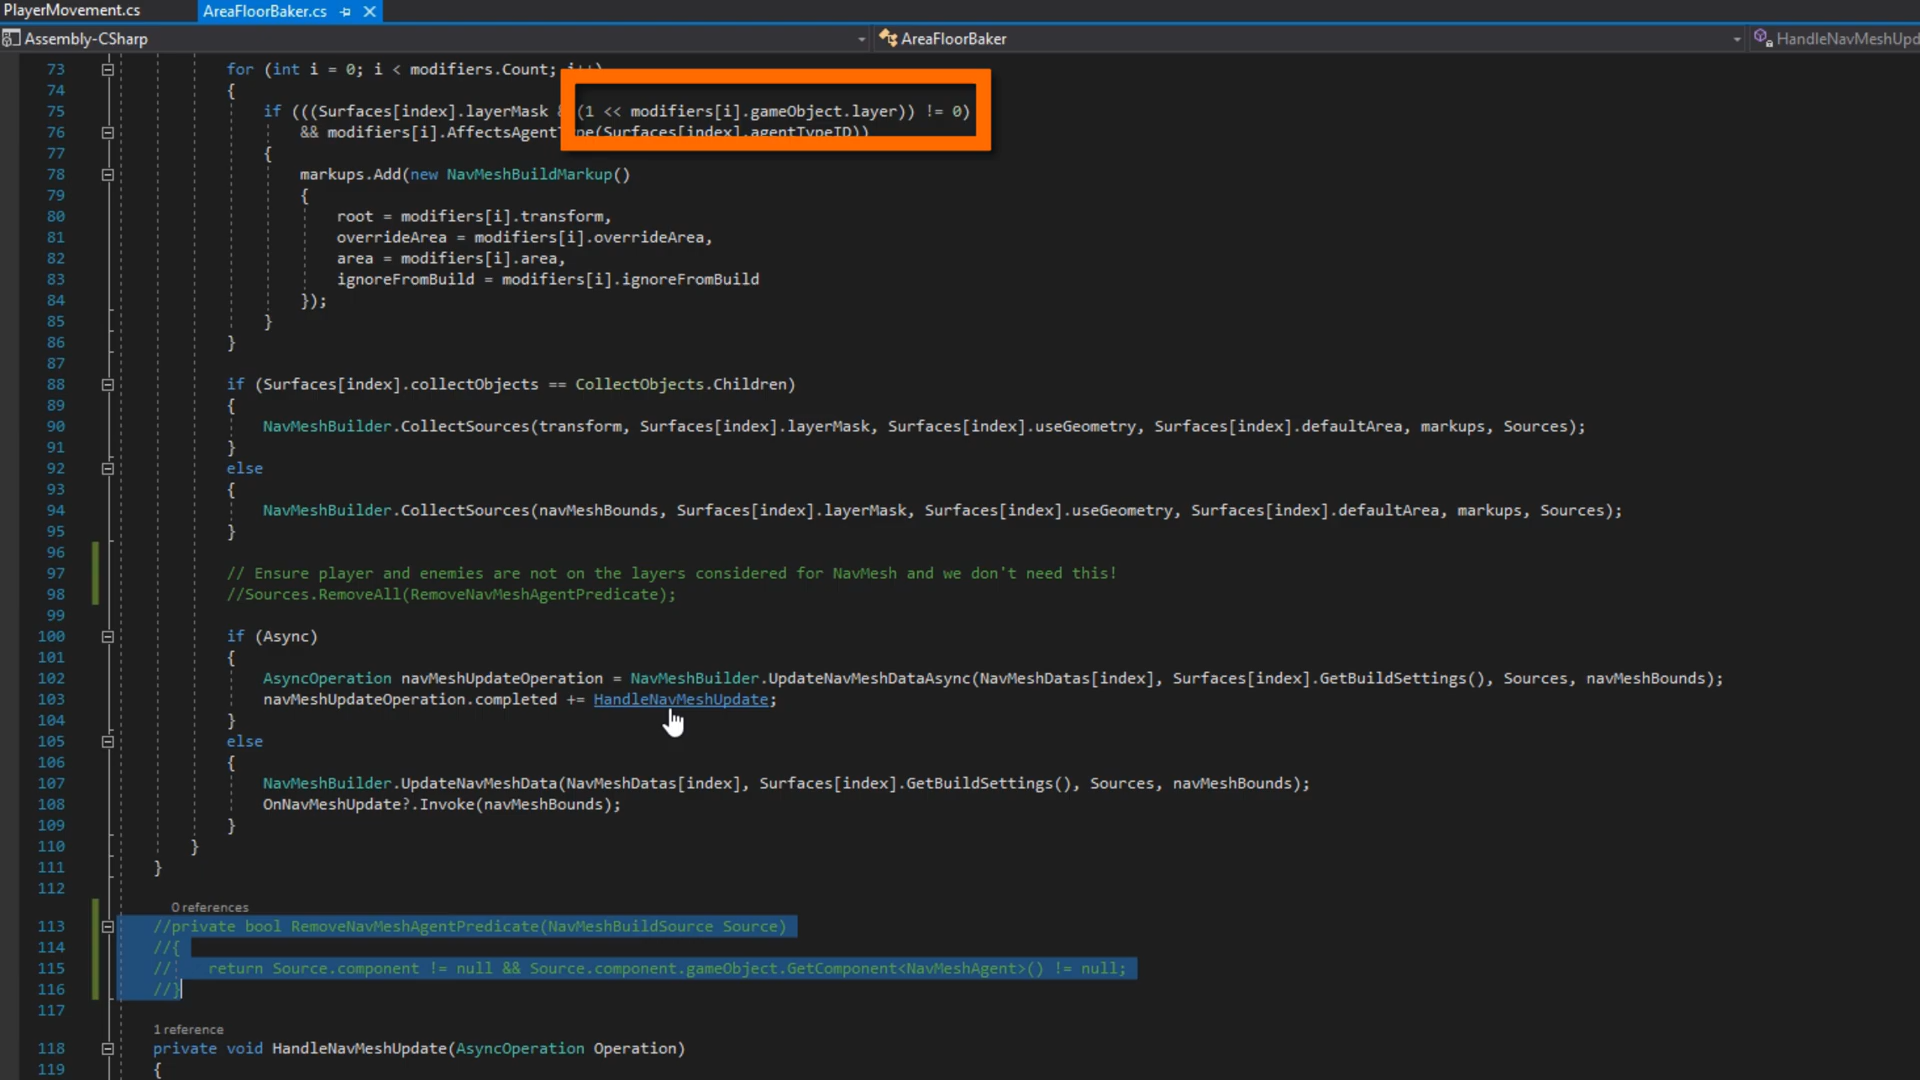 PlayerMovement.cs
AreaFloorBaker.cs
Assembly-CSharp
AreaFloorBaker
HandleNavMeshUpd
73 for (int i = 0; i < modifiers.Count; i++)
74 {
75 if (((Surfaces[index].layerMask & (1 << modifiers[i].gameObject.layer)) != 0)
76 && modifiers[i].AffectsAgentType(Surfaces[index].agentTypeID))
77 {
78 markups.Add(new NavMeshBuildMarkup()
79 {
80 root = modifiers[i].transform,
81 overrideArea = modifiers[i].overrideArea,
82 area = modifiers[i].area,
83 ignoreFromBuild = modifiers[i].ignoreFromBuild
84 });
85 }
86 }
87
88 if (Surfaces[index].collectObjects == CollectObjects.Children)
89 {
90 NavMeshBuilder.CollectSources(transform, Surfaces[index].layerMask, Surfaces[index].useGeometry, Surfaces[index].defaultArea, markups, Sources);
91 }
92 else
93 {
94 NavMeshBuilder.CollectSources(navMeshBounds, Surfaces[index].layerMask, Surfaces[index].useGeometry, Surfaces[index].defaultArea, markups, Sources);
95 }
96
97 // Ensure player and enemies are not on the layers considered for NavMesh and we don't need this!
98 //Sources.RemoveAll(RemoveNavMeshAgentPredicate);
99
100 if (Async)
101 {
102 AsyncOperation navMeshUpdateOperation = NavMeshBuilder.UpdateNavMeshDataAsync(NavMeshDatas[index], Surfaces[index].GetBuildSettings(), Sources, navMeshBounds);
103 navMeshUpdateOperation.completed += HandleNavMeshUpdate;
104 }
105 else
106 {
107 NavMeshBuilder.UpdateNavMeshData(NavMeshDatas[index], Surfaces[index].GetBuildSettings(), Sources, navMeshBounds);
108 OnNavMeshUpdate?.Invoke(navMeshBounds);
109 }
110 }
111 }
112
0 references
113 //private bool RemoveNavMeshAgentPredicate(NavMeshBuildSource Source)
114 //{
115 // return Source.component != null && Source.component.gameObject.GetComponent<NavMeshAgent>() != null;
116 //}
117
1 reference
118 private void HandleNavMeshUpdate(AsyncOperation Operation)
119 {